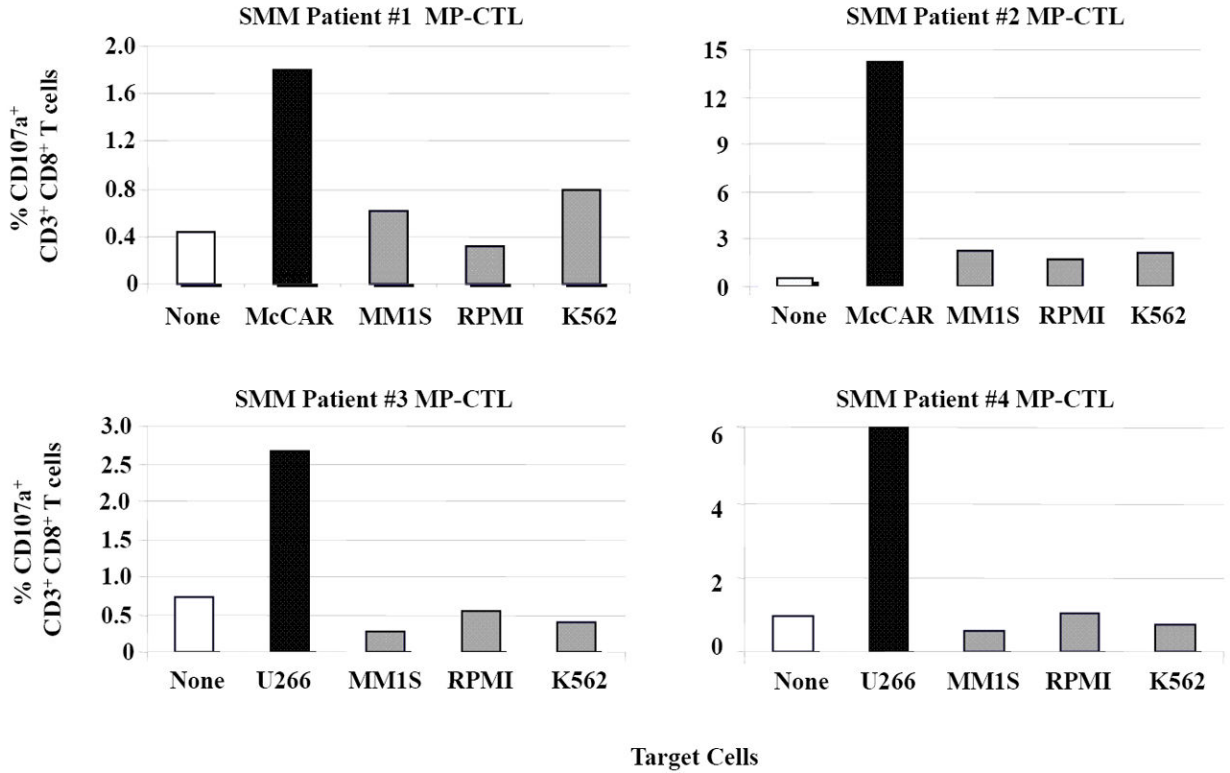 SMM Patient #1 MP-CTL
% CD107a⁺
CD3⁺ CD8⁺ T cells
2.0
1.6
1.2
0.8
0.4
0
None McCAR MM1S RPMI K562
SMM Patient #2 MP-CTL
15
12
9
6
3
0
None McCAR MM1S RPMI K562
SMM Patient #3 MP-CTL
% CD107a⁺
CD3⁺ CD8⁺ T cells
3.0
2.5
2.0
1.5
1.0
0.5
0
None U266 MM1S RPMI K562
SMM Patient #4 MP-CTL
6
4
2
0
None U266 MM1S RPMI K562
Target Cells